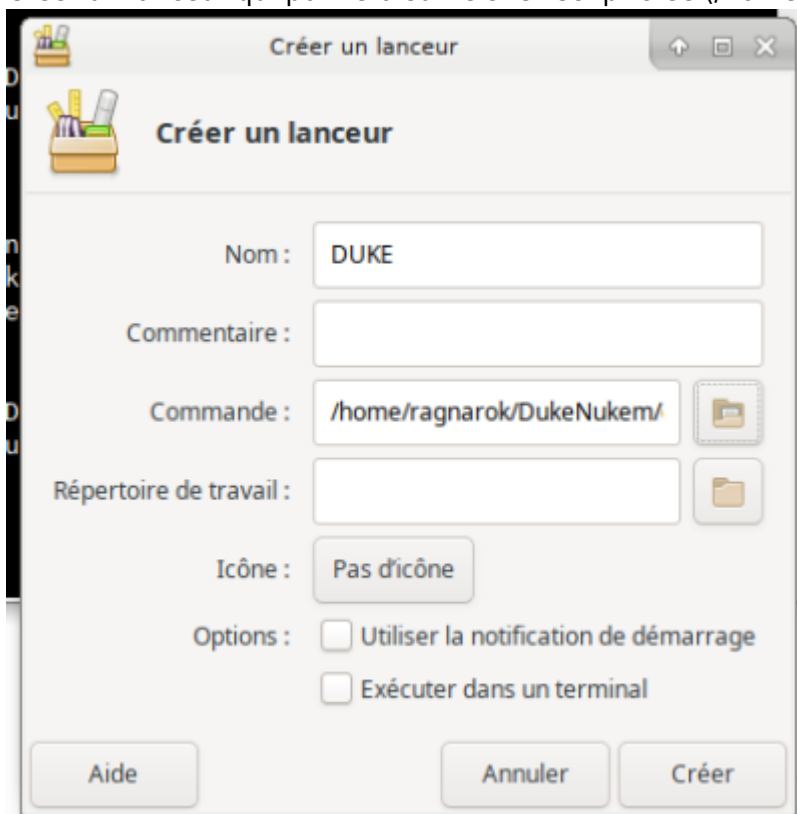 Créer un lanceur
Créer un lanceur
Nom :
DUKE
Commentaire :
Commande :
/home/ragnarok/DukeNukem/
Répertoire de travail :
Icône :
Pas d'icône
Options :
Utiliser la notification de démarrage
Exécuter dans un terminal
Aide
Annuler
Créer